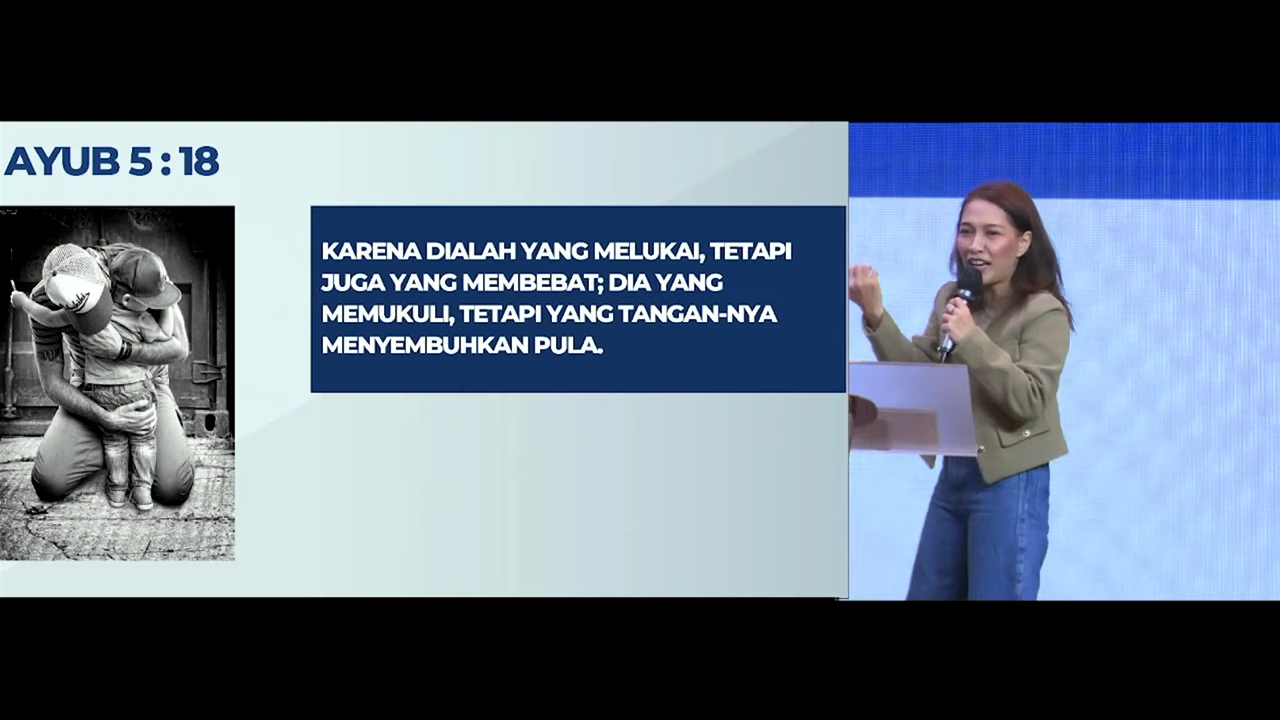 AYUB 5 : 18
KARENA DIALAH YANG MELUKAI, TETAPI
JUGA YANG MEMBEBAT; DIA YANG
MEMUKULI, TETAPI YANG TANGAN-NYA
MENYEMBUHKAN PULA.